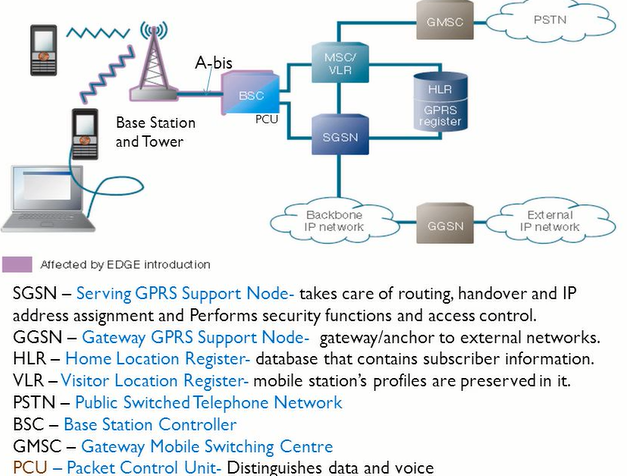 GMSC
PSTN
A-bis
MSC/
VLR
HLR
GPRS
register
BSC
PCU
Base Station
and Tower
SGSN
Backbone
IP network
GGSN
External
IP network
Affected by EDGE introduction
SGSN – Serving GPRS Support Node- takes care of routing, handover and IP
address assignment and Performs security functions and access control.
GGSN – Gateway GPRS Support Node- gateway/anchor to external networks.
HLR – Home Location Register- database that contains subscriber information.
VLR – Visitor Location Register- mobile station's profiles are preserved in it.
PSTN – Public Switched Telephone Network
BSC – Base Station Controller
GMSC – Gateway Mobile Switching Centre
PCU – Packet Control Unit- Distinguishes data and voice